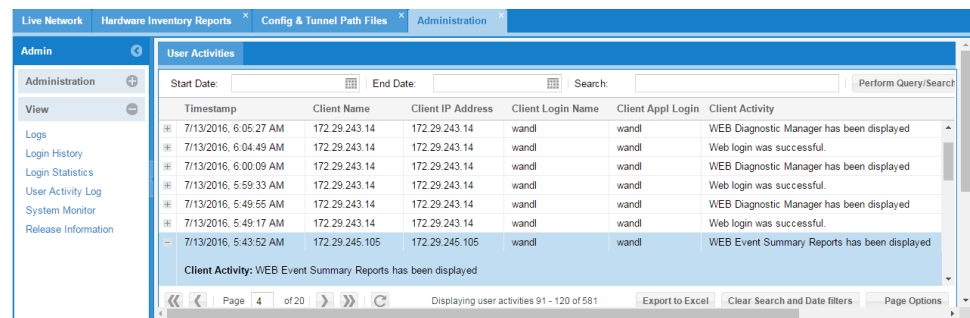 Live Network Hardware Inventory Reports Config & Tunnel Path Files Administration
Admin User Activities
Administration Start Date: End Date: Search: Perform Query/Search
View Timestamp Client Name Client IP Address Client Login Name Client Appl Login Client Activity
7/13/2016, 6:05:27 AM 172.29.243.14 172.29.243.14 wandl wandl WEB Diagnostic Manager has been displayed
Logs
7/13/2016, 6:04:49 AM 172.29.243.14 172.29.243.14 wandl wandl Web login was successful.
Login History
7/13/2016, 6:00:09 AM 172.29.243.14 172.29.243.14 wandl wandl WEB Diagnostic Manager has been displayed
Login Statistics
7/13/2016, 5:59:33 AM 172.29.243.14 172.29.243.14 wandl wandl Web login was successful.
User Activity Log
7/13/2016, 5:49:55 AM 172.29.243.14 172.29.243.14 wandl wandl WEB Diagnostic Manager has been displayed
System Monitor
7/13/2016, 5:49:17 AM 172.29.243.14 172.29.243.14 wandl wandl Web login was successful.
Release Information
7/13/2016, 5:43:52 AM 172.29.245.105 172.29.245.105 wandl wandl WEB Event Summary Reports has been displayed
Client Activity: WEB Event Summary Reports has been displayed
Page 4 of 20 Displaying user activities 91 - 120 of 581 Export to Excel Clear Search and Date filters Page Options